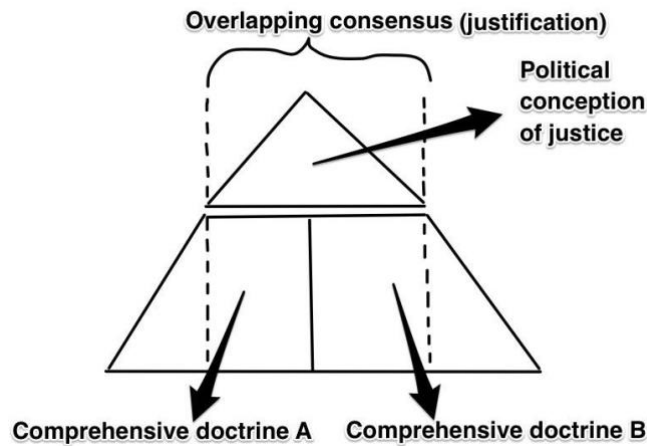 Overlapping consensus (justification)
Political
conception
of justice
Comprehensive doctrine A
Comprehensive doctrine B